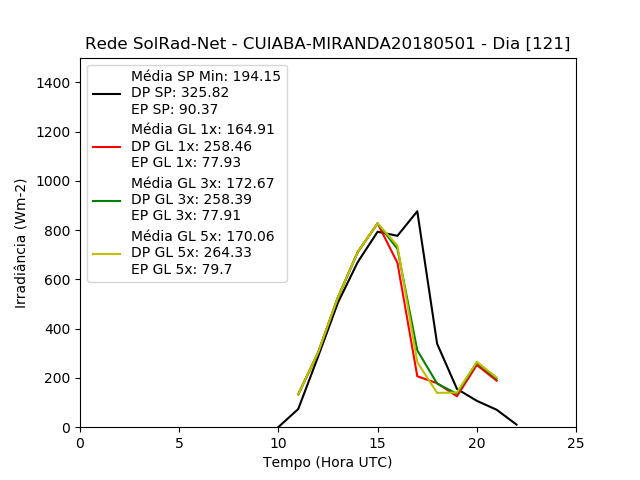 Rede SolRad-Net - CUIABA-MIRANDA20180501 - Dia [121]
Média SP Min: 194.15
DP SP: 325.82
EP SP: 90.37
Média GL 1x: 164.91
DP GL 1x: 258.46
EP GL 1x: 77.93
Média GL 3x: 172.67
DP GL 3x: 258.39
EP GL 3x: 77.91
Média GL 5x: 170.06
DP GL 5x: 264.33
EP GL 5x: 79.7
Irradiância (Wm-2)
1400
1200
1000
800
600
400
200
0
0 5 10 15 20 25
Tempo (Hora UTC)